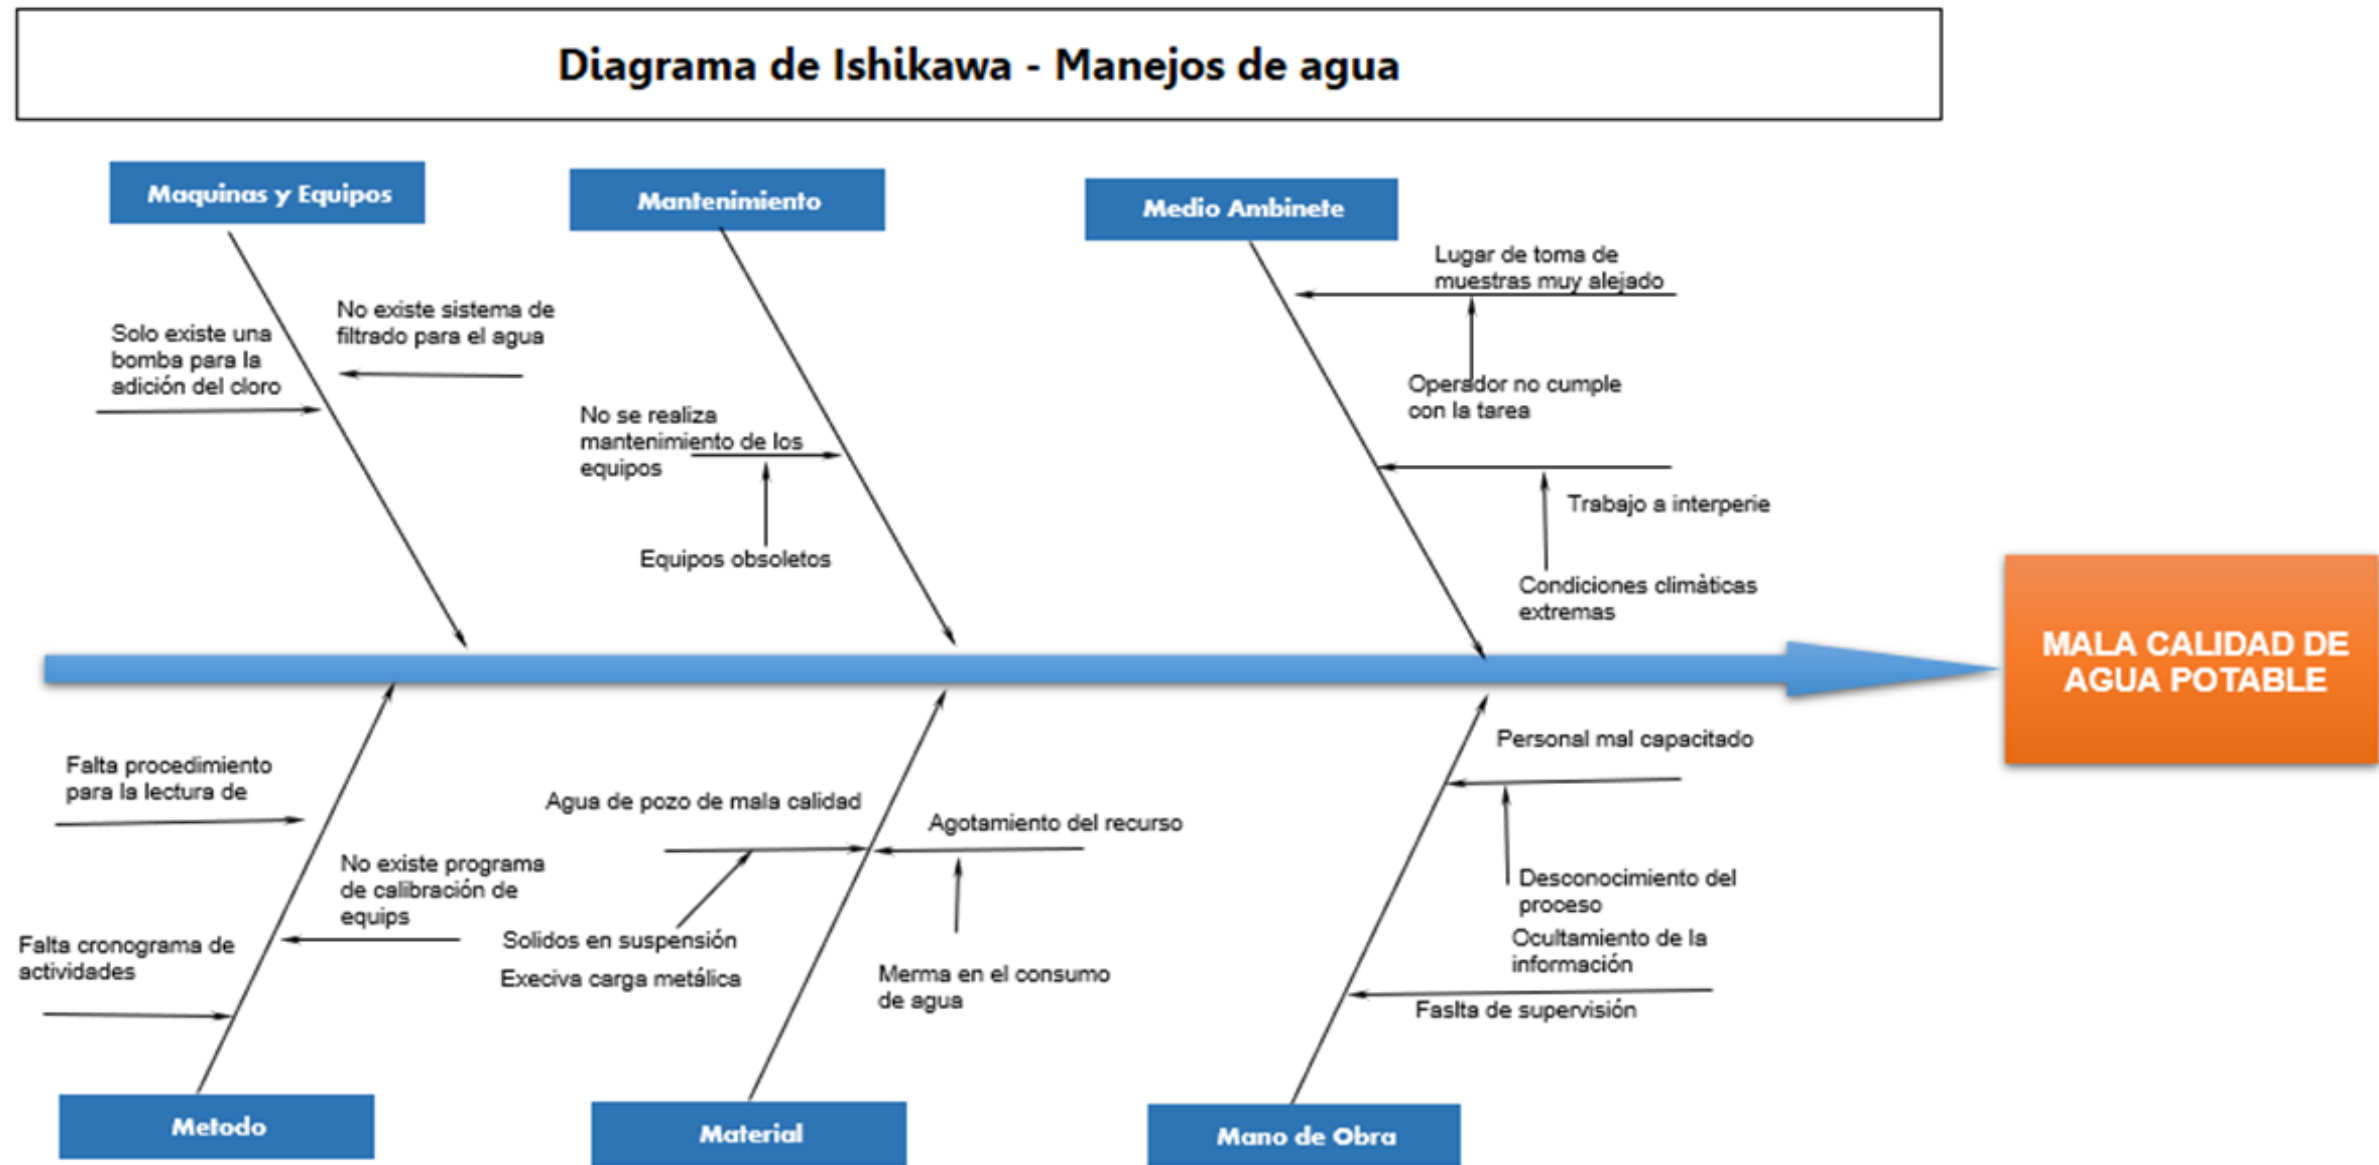 Diagrama de Ishikawa - Manejos de agua
Maquinas y Equipos
Mantenimiento
Medio Ambinete
Solo existe una
bomba para la
adición del cloro
No existe sistema de
filtrado para el agua
No se realiza
mantenimiento de los
equipos
Equipos obsoletos
Lugar de toma de
muestras muy alejado
Operador no cumple
con la tarea
Trabajo a interperie
Condiciones climàticas
extremas
MALA CALIDAD DE
AGUA POTABLE
Falta procedimiento
para la lectura de
No existe programa
de calibración de
equips
Falta cronograma de
actividades
Agua de pozo de mala calidad
Solidos en suspensión
Execiva carga metálica
Agotamiento del recurso
Merma en el consumo
de agua
Personal mal capacitado
Desconocimiento del
proceso
Ocultamiento de la
información
Faslta de supervisión
Metodo
Material
Mano de Obra